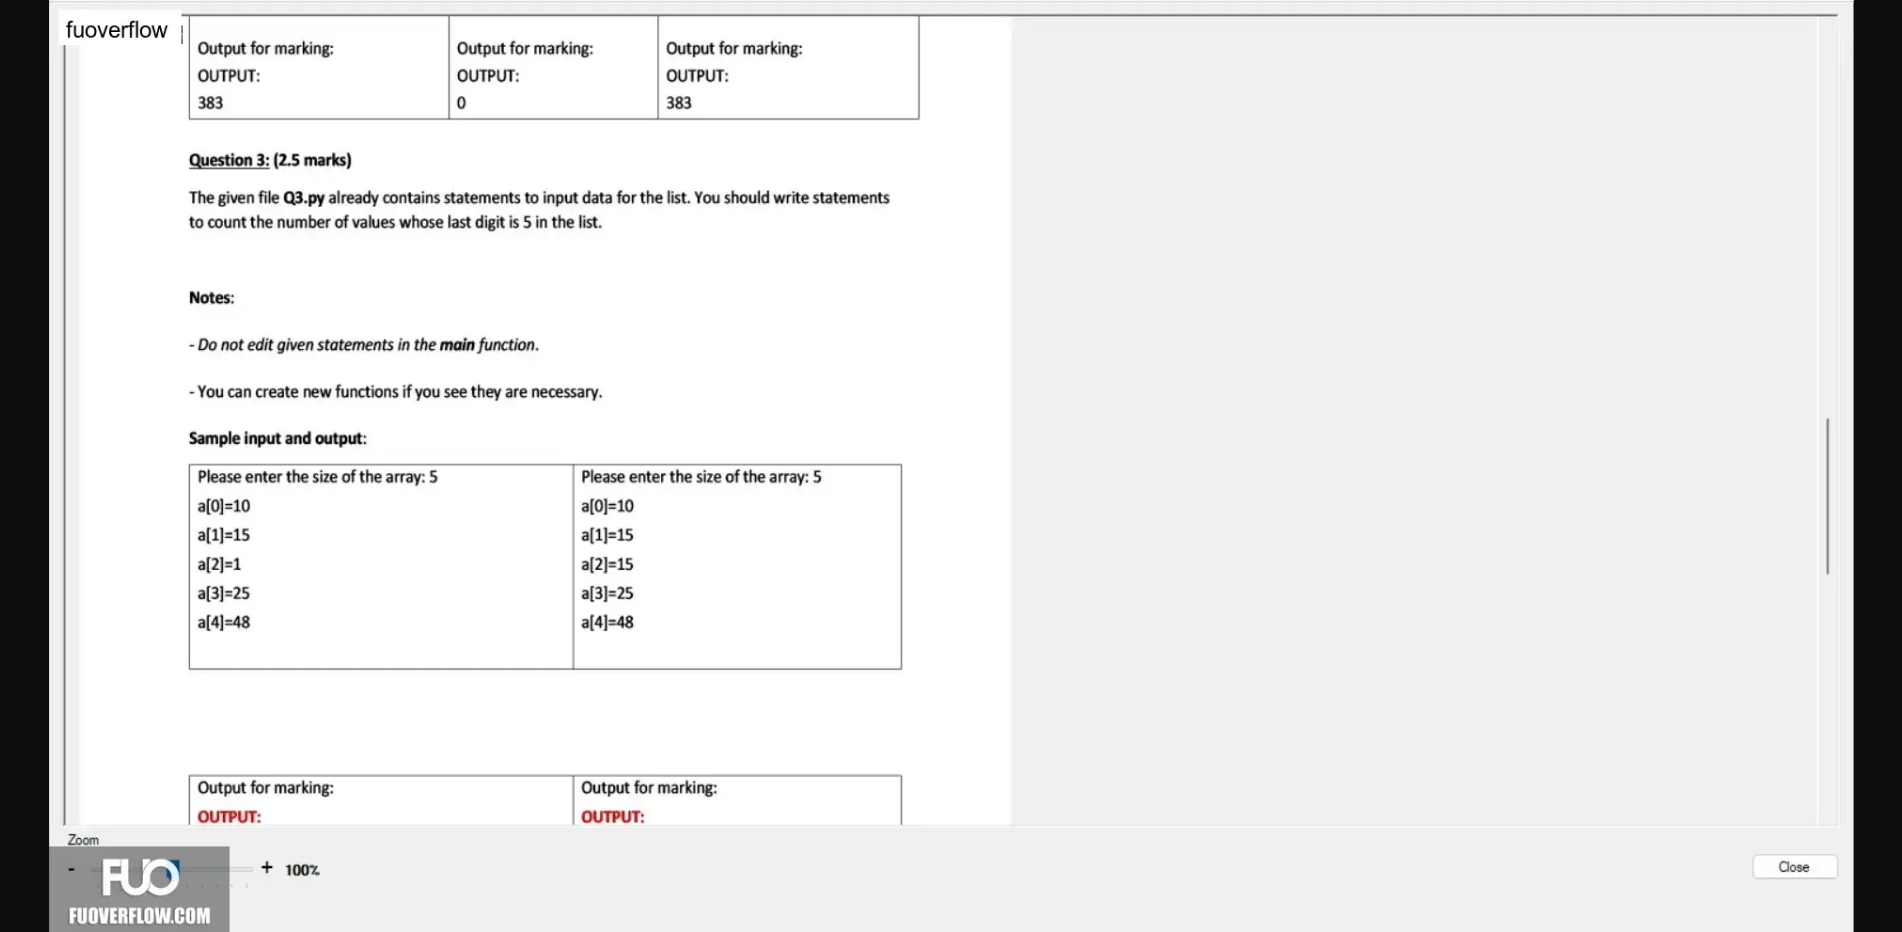 fuoverflow
Output for marking:
OUTPUT:
383
Output for marking:
OUTPUT:
0
Output for marking:
OUTPUT:
383
Question 3: (2.5 marks)
The given file Q3.py already contains statements to input data for the list. You should write statements
to count the number of values whose last digit is 5 in the list.
Notes:
- Do not edit given statements in the main function.
- You can create new functions if you see they are necessary.
Sample input and output:
Please enter the size of the array: 5
a[0]=10
a[1]=15
a[2]=1
a[3]=25
a[4]=48
Please enter the size of the array: 5
a[0]=10
a[1]=15
a[2]=15
a[3]=25
a[4]=48
Output for marking:
OUTPUT:
Output for marking:
OUTPUT:
Zoom
- + 100%
Close
FUO
FUOVERFLOW.COM